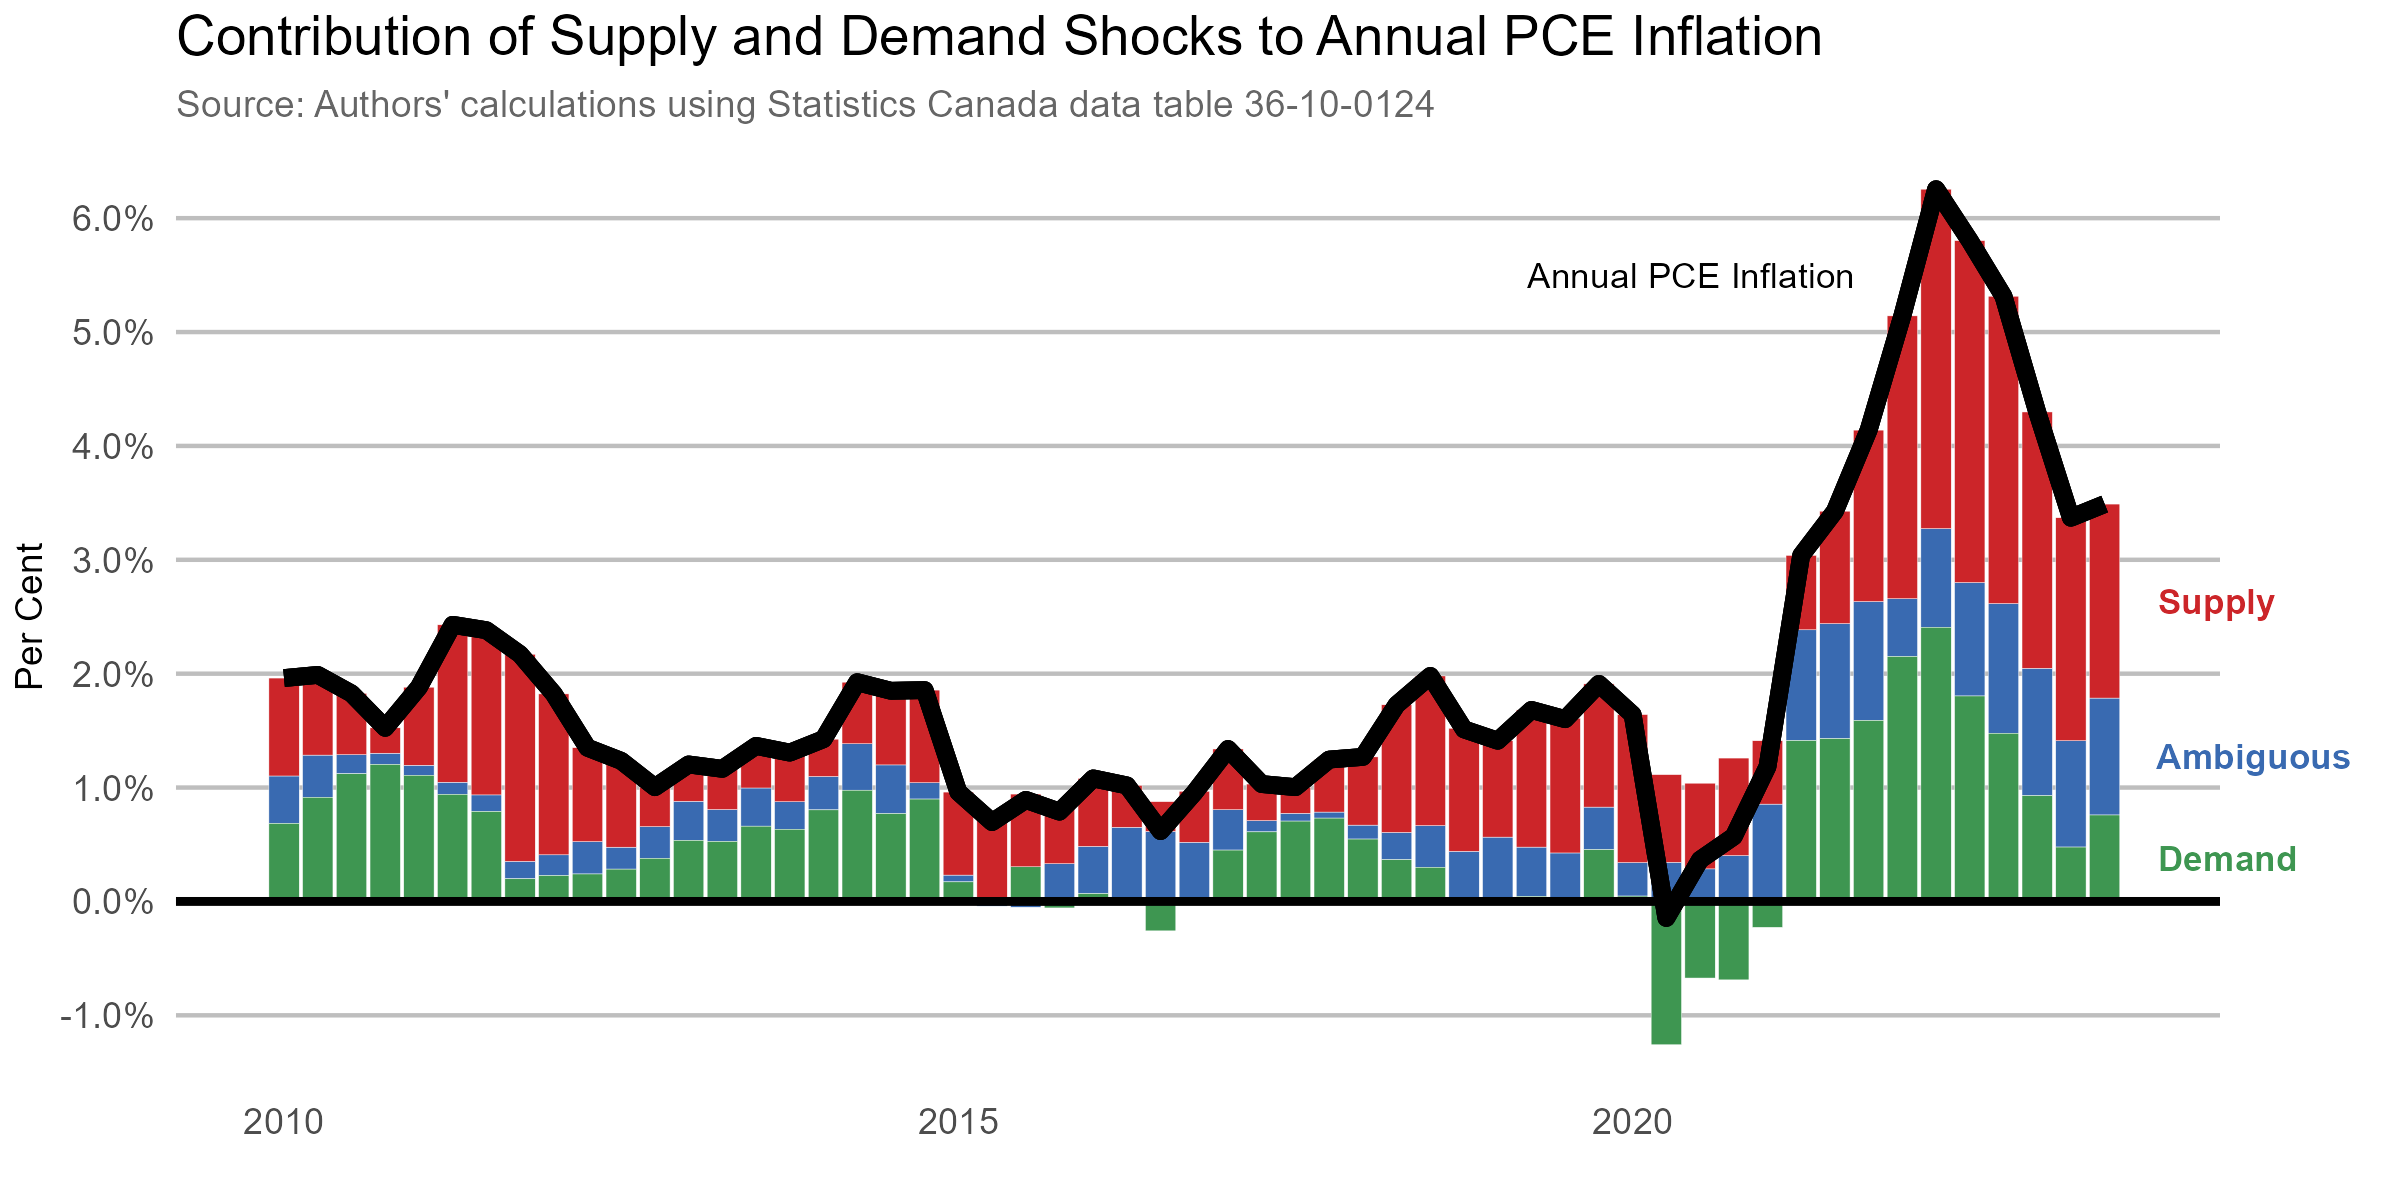 Contribution of Supply and Demand Shocks to Annual PCE Inflation
Source: Authors' calculations using Statistics Canada data table 36-10-0124
6.0%
Annual PCE Inflation
5.0%
4.0%
3.0%
Per Cent
Supply
2.0%
Ambiguous
1.0%
Demand
0.0%
-1.0%
2010
2015
2020